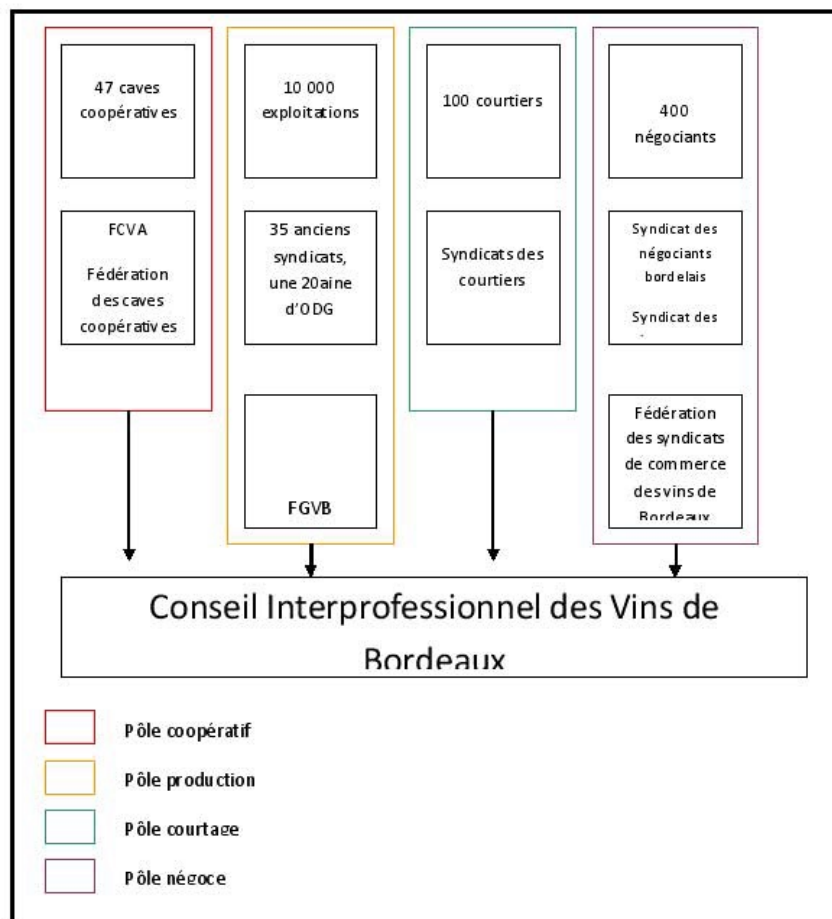 47 caves
coopératives
FCVA
Fédération
des caves
coopératives
10 000
exploitations
35 anciens
syndicats,
une 20aine
d'ODG
FGVB
100 courtiers
Syndicats des
courtiers
400
négociants
Syndicat des
négociants
bordelais
Syndicat des
Fédération
des syndicats
de commerce
des vins de
Bordeaux
Conseil Interprofessionnel des Vins de
Bordeaux
Pôle coopératif
Pôle production
Pôle courtage
Pôle négoce